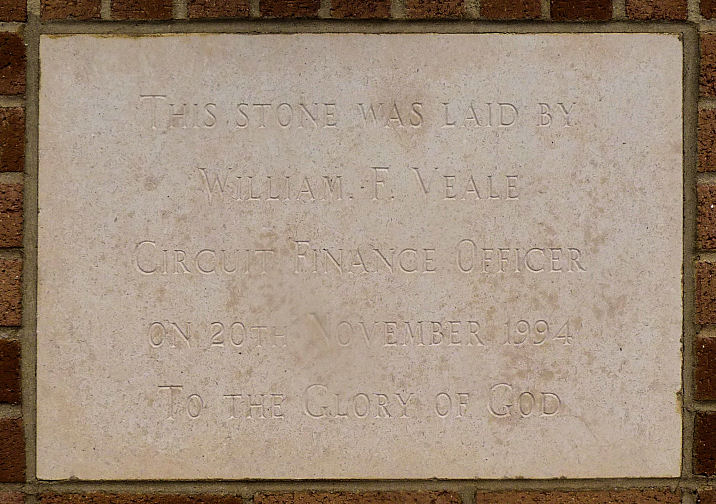 This stone was laid by
William. F. Veale
Circuit Finance Officer
on 20th November 1994
To the Glory of God